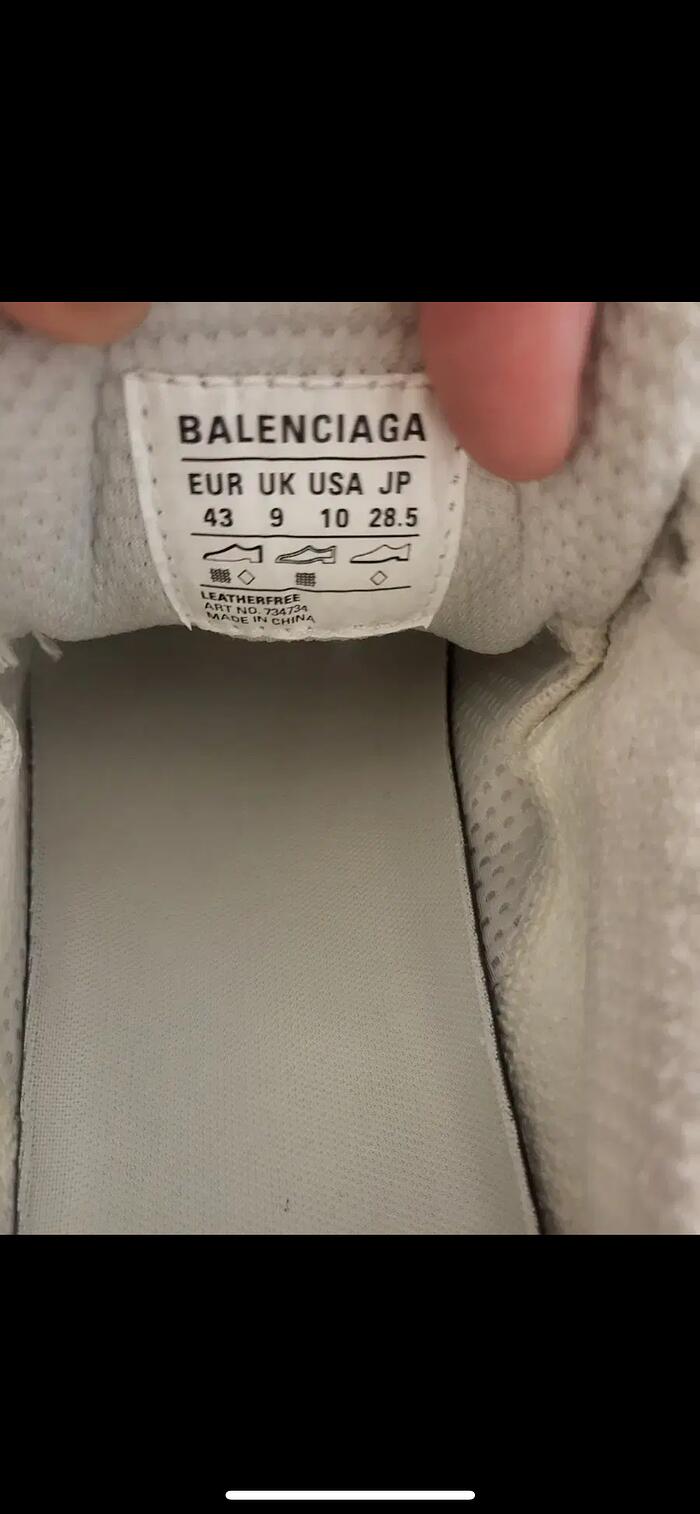 BALENCIAGA
EUR UK USA JP
43 9 10 28.5
LEATHERFREE
ART NO. 734734
MADE IN CHINA